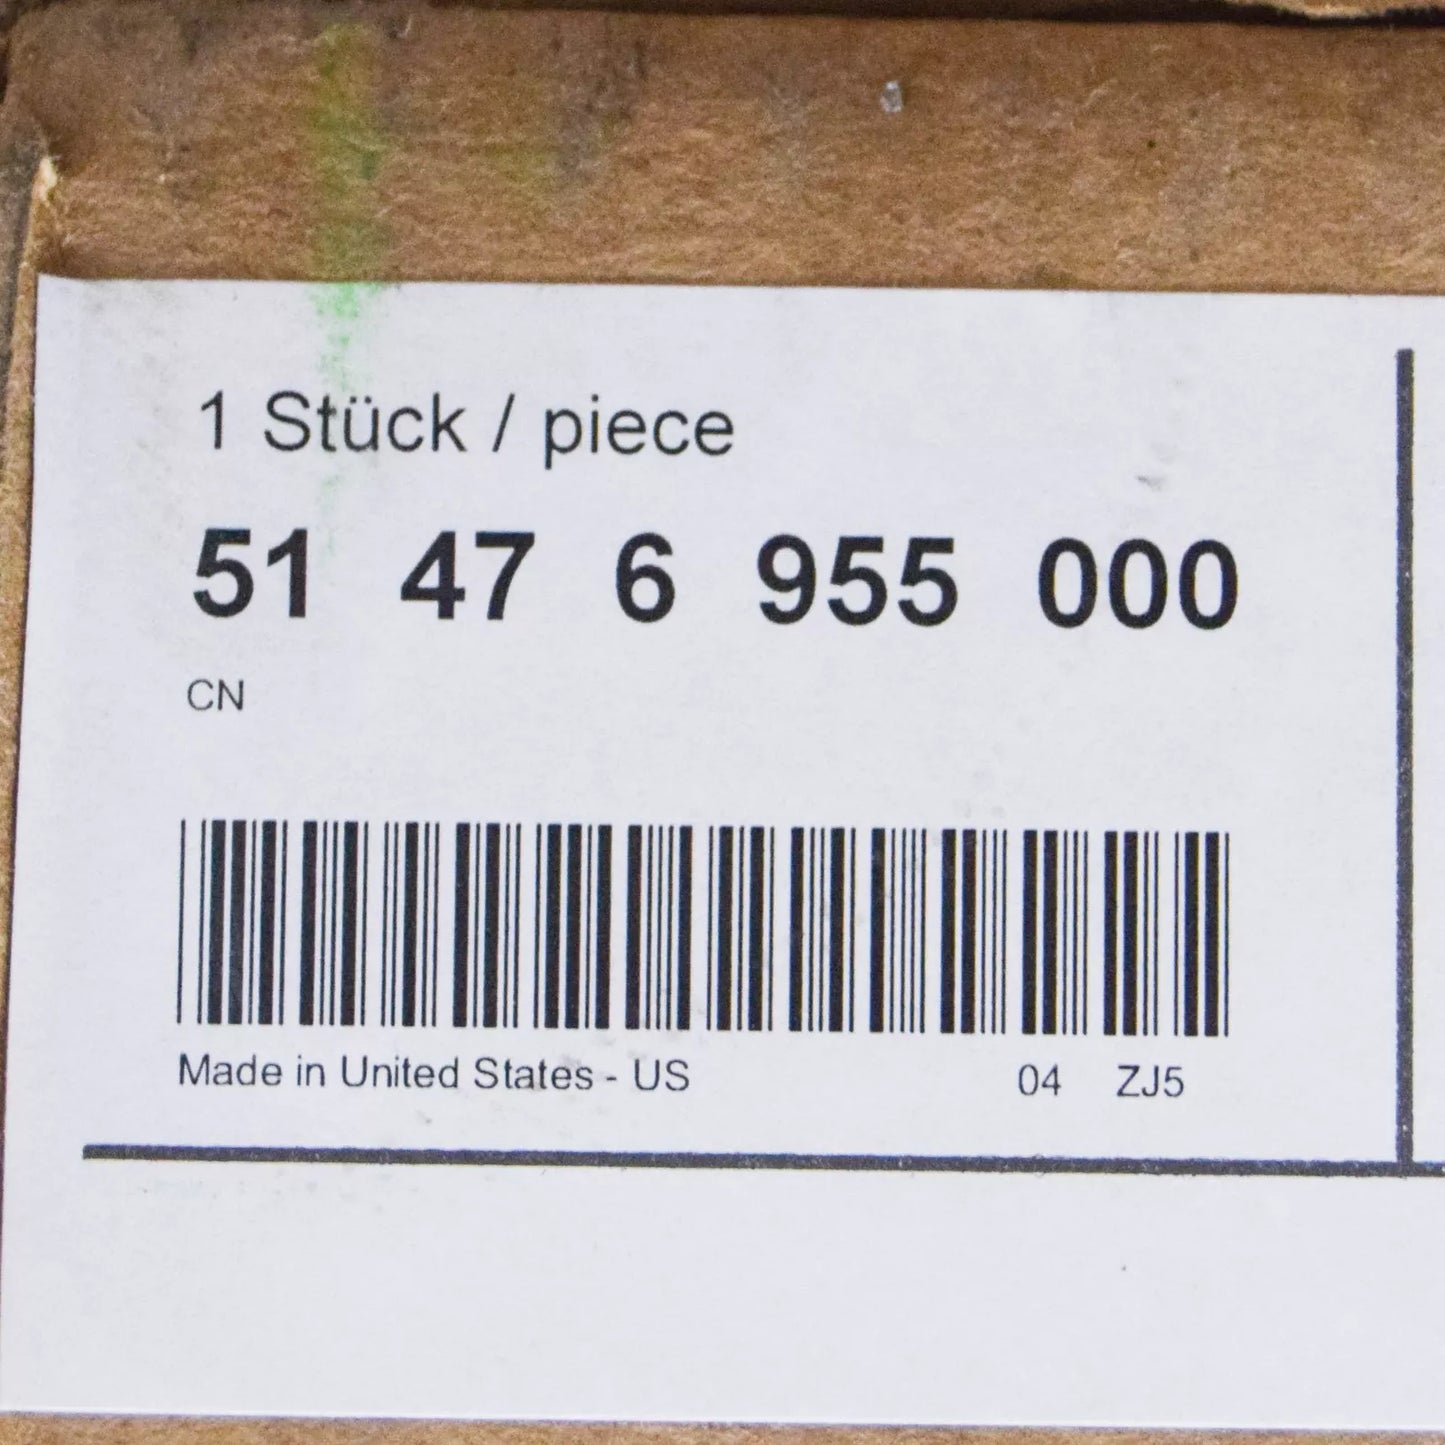 1 Stück / piece
51 47 6 955 000
CN
Made in United States - US 04 ZJ5